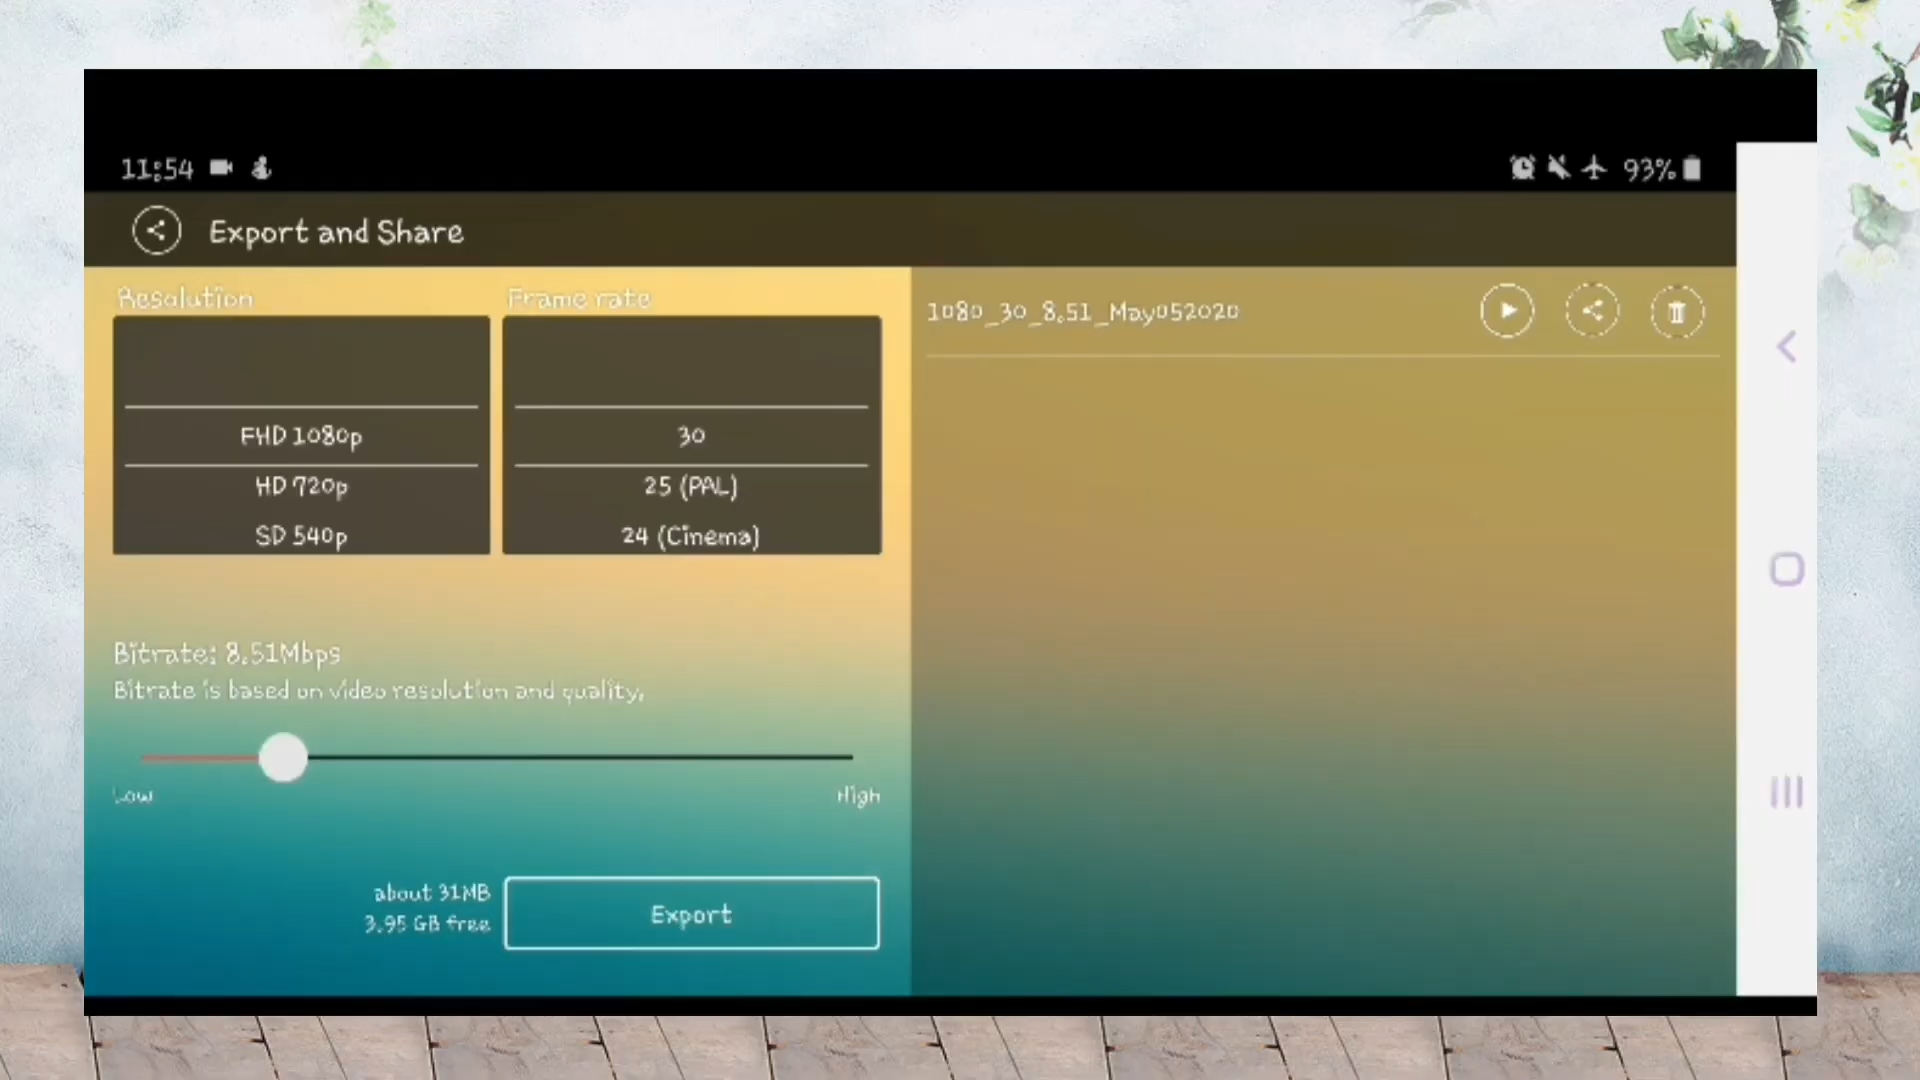 11:54
93%
Export and Share
Resolution
Frame rate
FHD 1080p
HD 720p
SD 540p
30
25 (PAL)
24 (Cinema)
1080_30_8.51_May052020
Bitrate: 8.51Mbps
Bitrate is based on video resolution and quality.
Low
High
about 31MB
3.95 GB free
Export